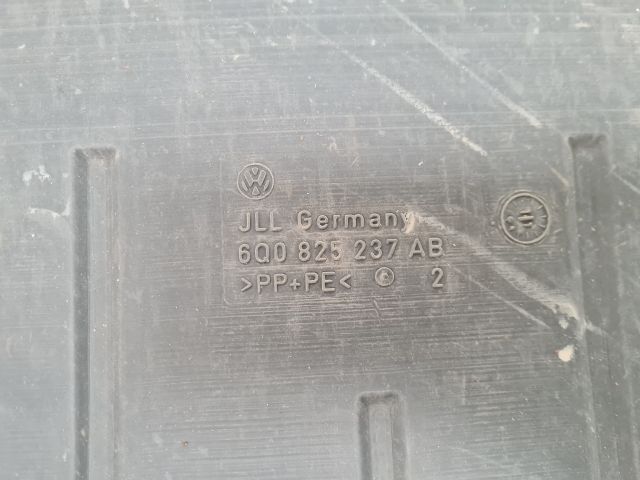 JLL Germany
6Q0 825 237 AB
>PP+PE< 2